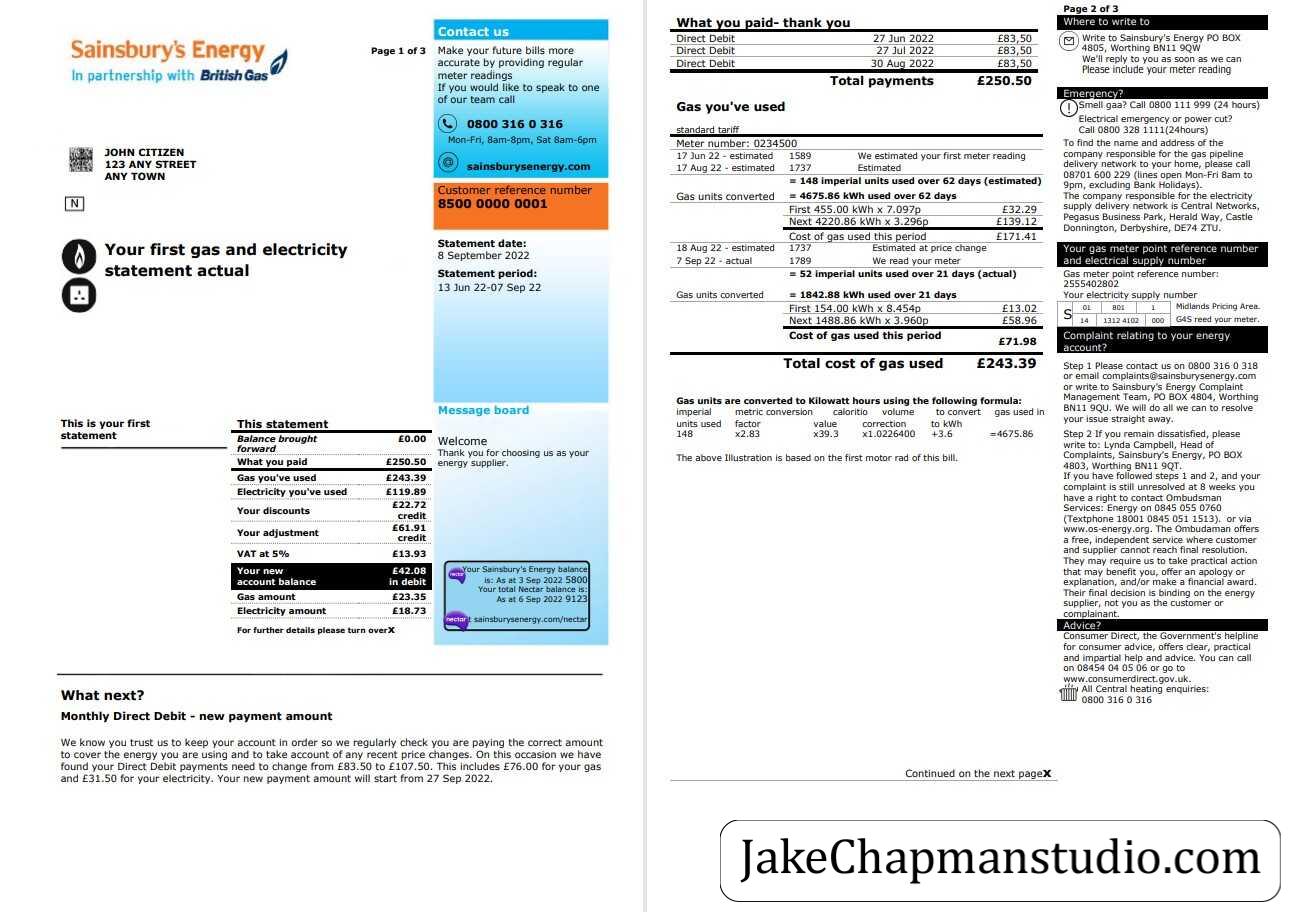 Sainsbury's Energy
In partnership with British Gas
Page 1 of 3
JOHN CITIZEN
123 ANY STREET
ANY TOWN
N
Your first gas and electricity
statement actual
Contact us
Make your future bills more
accurate by providing regular
meter readings
If you would like to speak to one
of our team call
0800 316 0 316
Mon-Fri, 8am-8pm, Sat 8am-6pm
sainsburysenergy.com
Customer reference number
8500 0000 0001
Statement date:
8 September 2022
Statement period:
13 Jun 22-07 Sep 22
This is your first
statement
This statement
Balance brought £0.00
forward
What you paid £250.50
Gas you've used £243.39
Electricity you've used £119.89
Your discounts £22.72
credit
Your adjustment £61.91
credit
VAT at 5% £13.93
Your new £42.08
account balance in debit
Gas amount £23.35
Electricity amount £18.73
For further details please turn overX
Message board
Welcome
Thank you for choosing us as your
energy supplier.
nectar
Your Sainsbury's Energy balance
is: As at 3 Sep 2022 5800
Your total Nectar balance is:
As at 6 Sep 2022 9123
nectar
t sainsburysenergy.com/nectar
What next?
Monthly Direct Debit - new payment amount
We know you trust us to keep your account in order so we regularly check you are paying the correct amount
to cover the energy you are using and to take account of any recent price changes. On this occasion we have
found your Direct Debit payments need to change from £83.50 to £107.50. This includes £76.00 for your gas
and £31.50 for your electricity. Your new payment amount will start from 27 Sep 2022.
What you paid- thank you
Direct Debit 27 Jun 2022 £83,50
Direct Debit 27 Jul 2022 £83,50
Direct Debit 30 Aug 2022 £83,50
Total payments £250.50
Gas you've used
standard tariff
Meter number: 0234500
17 Jun 22 - estimated 1589 We estimated your first meter reading
17 Aug 22 - estimated 1737 Estimated
= 148 imperial units used over 62 days (estimated)
Gas units converted = 4675.86 kWh used over 62 days
First 455.00 kWh x 7.097p £32.29
Next 4220.86 kWh x 3.296p £139.12
Cost of gas used this period £171.41
18 Aug 22 - estimated 1737 Estimated at price change
7 Sep 22 - actual 1789 We read your meter
= 52 imperial units used over 21 days (actual)
Gas units converted = 1842.88 kWh used over 21 days
First 154.00 kWh x 8.454p £13.02
Next 1488.86 kWh x 3.960p £58.96
Cost of gas used this period £71.98
Total cost of gas used £243.39
Gas units are converted to Kilowatt hours using the following formula:
imperial metric conversion caloritio volume to convert gas used in
units used factor value correction to kWh
148 x2.83 x39.3 x1.0226400 +3.6 =4675.86
The above Illustration is based on the first motor rad of this bill.
Continued on the next pageX
Page 2 of 3
Where to write to
Write to Sainsbury's Energy PO BOX
4805, Worthing BN11 9QW
We'll reply to you as soon as we can
Please include your meter reading
Emergency?
Smell gaa? Call 0800 111 999 (24 hours)
Electrical emergency or power cut?
Call 0800 328 1111(24hours)
To find the name and address of the
company responsible for the gas pipeline
delivery network to your home, please call
08701 600 229 (lines open Mon-Fri 8am to
9pm, excluding Bank Holidays).
The company responsible for the electricity
supply delivery network is Central Networks,
Pegasus Business Park, Herald Way, Castle
Donnington, Derbyshire, DE74 ZTU.
Your gas meter point reference number
and electrical supply number
Gas meter point reference number:
2555402802
Your electricity supply number
S 01 801 1 Midlands Pricing Area.
14 1312 4102 000 G4S reed your meter.
Complaint relating to your energy
account?
Step 1 Please contact us on 0800 316 0 318
or email complaints@sainsburysenergy.com
or write to Sainsbury's Energy Complaint
Management Team, PO BOX 4804, Worthing
BN11 9QU. We will do all we can to resolve
your issue straight away.
Step 2 If you remain dissatisfied, please
write to: Lynda Campbell, Head of
Complaints, Sainsbury's Energy, PO BOX
4803, Worthing BN11 9QT.
If you have followed steps 1 and 2, and your
complaint is still unresolved at 8 weeks you
have a right to contact Ombudsman
Services: Energy on 0845 055 0760
(Textphone 18001 0845 051 1513). or via
www.os-energy.org. The Ombudaman offers
a free, independent service where customer
and supplier cannot reach final resolution.
They may require us to take practical action
that may benefit you, offer an apology or
explanation, and/or make a financial award.
Their final decision is binding on the energy
supplier, not you as the customer or
complainant.
Advice?
Consumer Direct, the Government's helpline
for consumer advice, offers clear, practical
and impartial help and advice. You can call
on 08454 04 05 06 or go to
www.consumerdirect.gov.uk.
All Central heating enquiries:
0800 316 0 316
JakeChapmanstudio.com